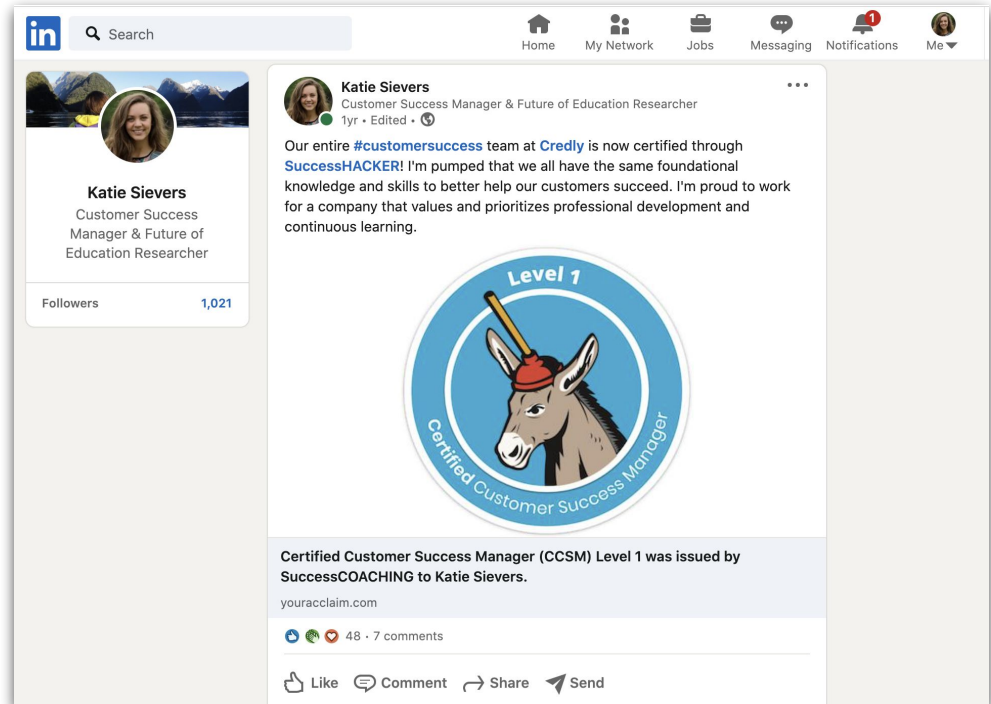 in
Search
Home
My Network
Jobs
Messaging
1
Notifications
Me
Katie Sievers
Customer Success
Manager & Future of
Education Researcher
Followers 1,021
Katie Sievers
Customer Success Manager & Future of Education Researcher
1yr • Edited •
Our entire #customersuccess team at Credly is now certified through
SuccessHACKER! I'm pumped that we all have the same foundational
knowledge and skills to better help our customers succeed. I'm proud to work
for a company that values and prioritizes professional development and
continuous learning.
Level 1
Certified Customer Success Manager
Certified Customer Success Manager (CCSM) Level 1 was issued by
SuccessCOACHING to Katie Sievers.
youracclaim.com
48 · 7 comments
Like
Comment
Share
Send